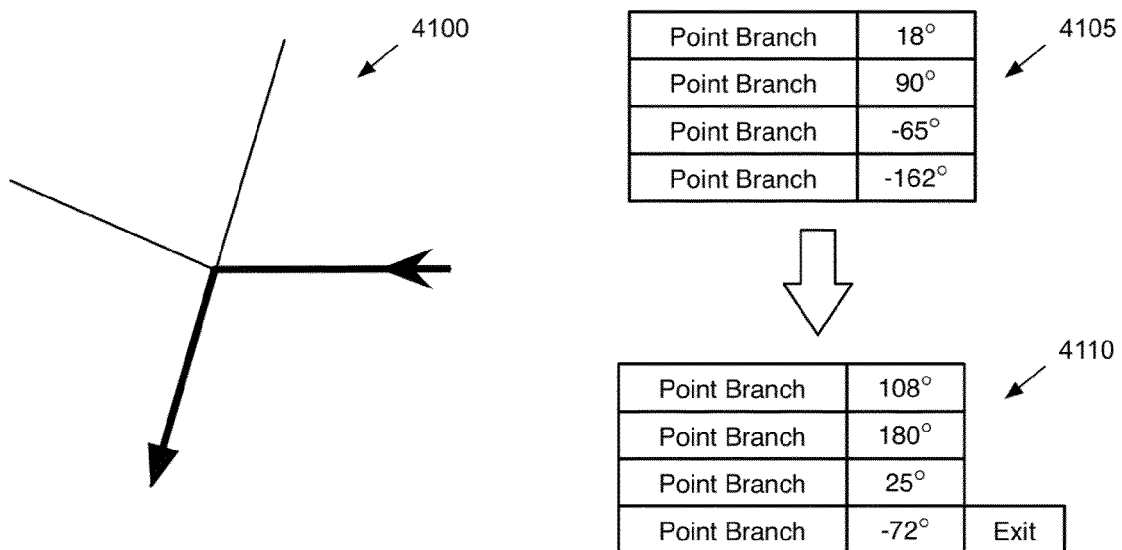 4100
Point Branch 18°
4105
Point Branch 90°
Point Branch -65°
Point Branch -162°
4110
Point Branch 108°
Point Branch 180°
Point Branch 25°
Point Branch -72° Exit